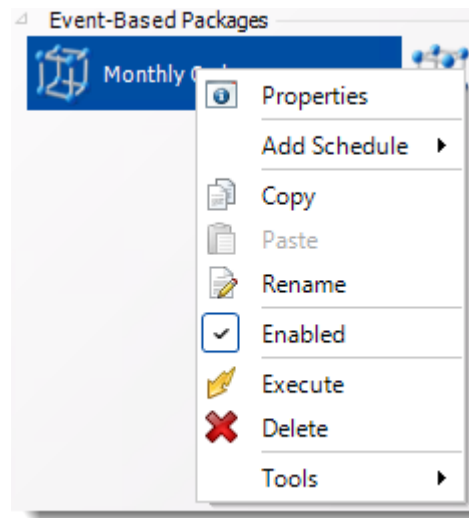 Event-Based Packages
Monthly
Properties
Add Schedule
Copy
Paste
Rename
Enabled
Execute
Delete
Tools